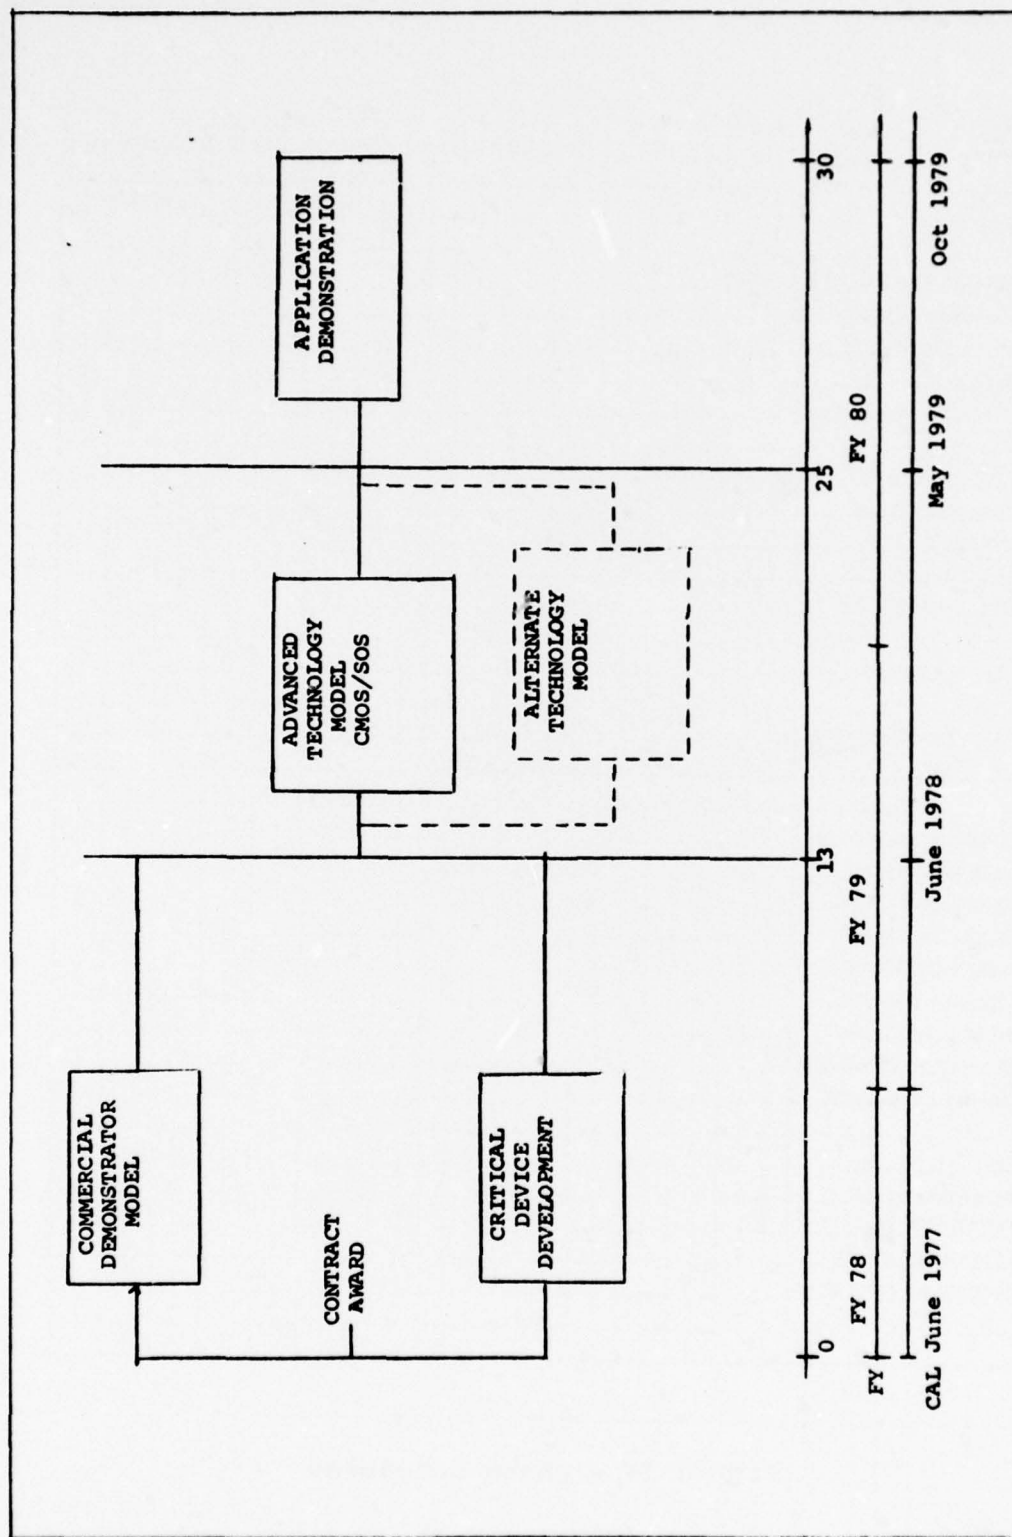 COMMERCIAL
DEMONSTRATOR
MODEL
CONTRACT
AWARD
CRITICAL
DEVICE
DEVELOPMENT
ADVANCED
TECHNOLOGY
MODEL
CMOS/SOS
ALTERNATE
TECHNOLOGY
MODEL
APPLICATION
DEMONSTRATION
0 13 25 30
FY FY 78 FY 79 FY 80
CAL June 1977 June 1978 May 1979 Oct 1979